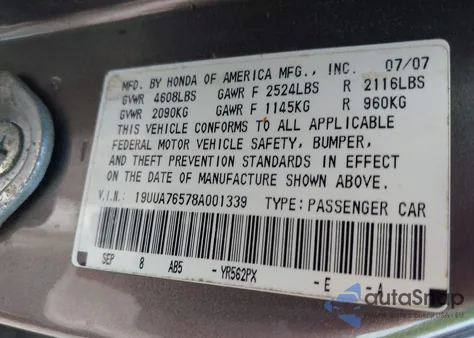 MFD. BY HONDA OF AMERICA MFG., INC. 07/07
GVWR 4608LBS GAWR F 2524LBS R 2116LBS
GVWR 2090KG GAWR F 1145KG R 960KG
THIS VEHICLE CONFORMS TO ALL APPLICABLE
FEDERAL MOTOR VEHICLE SAFETY, BUMPER,
AND THEFT PREVENTION STANDARDS IN EFFECT
ON THE DATE OF MANUFACTURE SHOWN ABOVE.
V.I.N.: 19UUA76578A001339 TYPE: PASSENGER CAR
SEP 8 AB5 -YR562PX -E -A
autoSnap